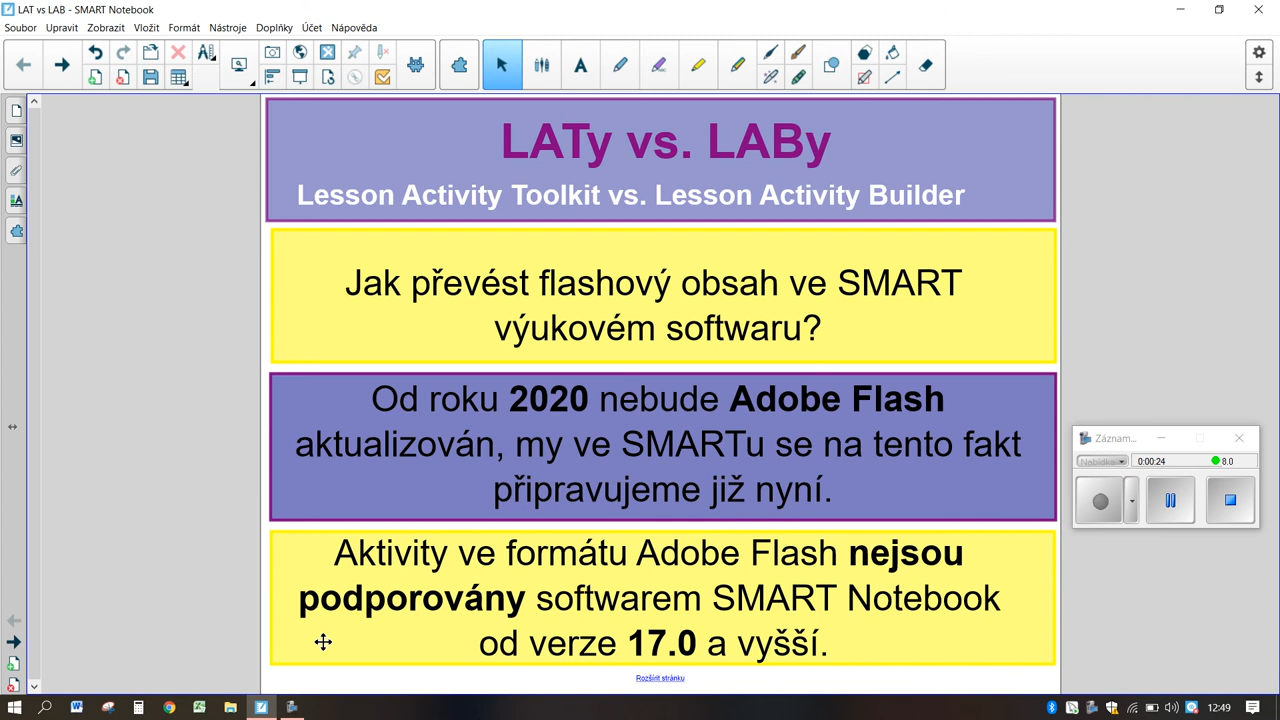 LAT vs LAB - SMART Notebook
Soubor Upravit Zobrazit Vložit Formát Nástroje Doplňky Účet Nápověda
LATy vs. LABy
Lesson Activity Toolkit vs. Lesson Activity Builder
Jak převést flashový obsah ve SMART
výukovém softwaru?
Od roku 2020 nebude Adobe Flash
aktualizován, my ve SMARTu se na tento fakt
připravujeme již nyní.
Záznam...
Nabídka
0:00:24
8.0
Aktivity ve formátu Adobe Flash nejsou
podporovány softwarem SMART Notebook
od verze 17.0 a vyšší.
Rozšířit stránku
12:49